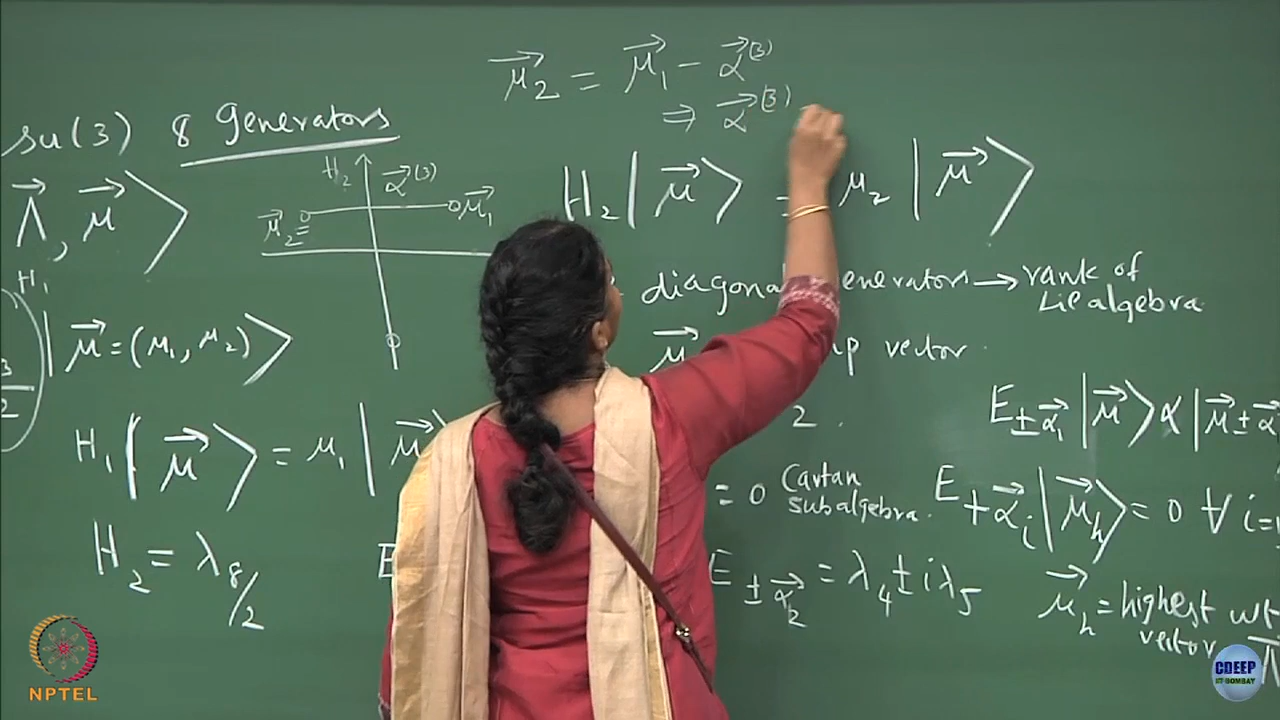 μ⃗2 = μ⃗1 − α⃗(3)
⇒ α⃗(3)
su(3) 8 Generators
Λ⃗, μ⃗ ⟩
H2
α⃗(3)
μ⃗1
μ⃗2 =
H2 | μ⃗ ⟩ = μ2 | μ⃗ ⟩
H1
diagonal generators → rank of
Lie algebra
3/2
| μ⃗ = (μ1, μ2) ⟩
μ⃗ vector.
2.
E±α⃗1 | μ⃗ ⟩ α | μ⃗ ± α
H1 | μ⃗ ⟩ = μ1 | μ⃗
= 0 Cartan
subalgebra.
E+α⃗i | μ⃗h ⟩ = 0 ∀ i =
H2 = λ8/2
E
E±α⃗2 = λ4 ± iλ5
μ⃗h = highest wt
vector Λ⃗
NPTEL
CDEEP
IIT BOMBAY